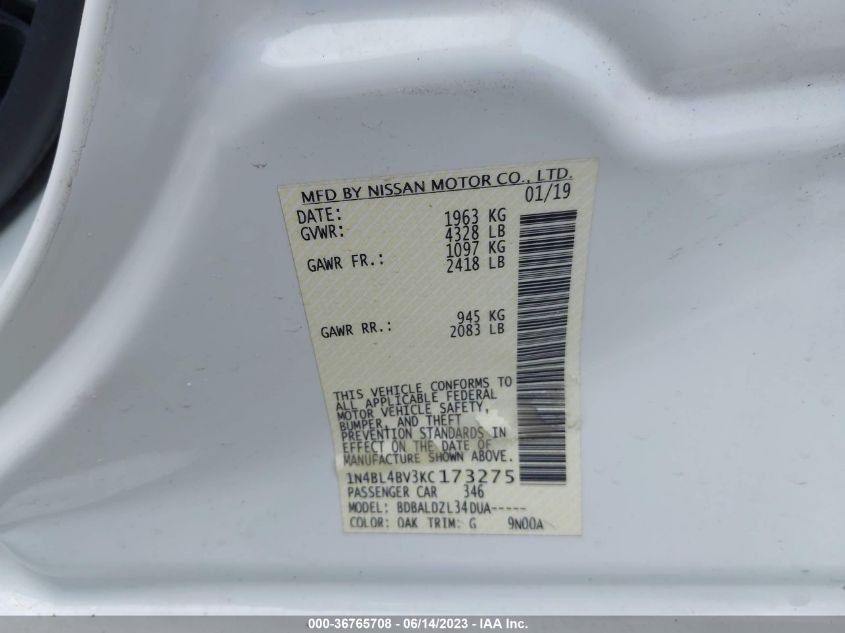 MFD BY NISSAN MOTOR CO., LTD.
DATE: 01/19
GVWR: 1963 KG
4328 LB
GAWR FR.: 1097 KG
2418 LB
GAWR RR.: 945 KG
2083 LB
THIS VEHICLE CONFORMS TO
ALL APPLICABLE FEDERAL
MOTOR VEHICLE SAFETY,
BUMPER, AND THEFT
PREVENTION STANDARDS IN
EFFECT ON THE DATE OF
MANUFACTURE SHOWN ABOVE.
1N4BL4BV3KC173275
PASSENGER CAR 346
MODEL: BDBALDZL34DUA-----
COLOR: QAK TRIM: G 9N00A
000-36765708 - 06/14/2023 - IAA Inc.